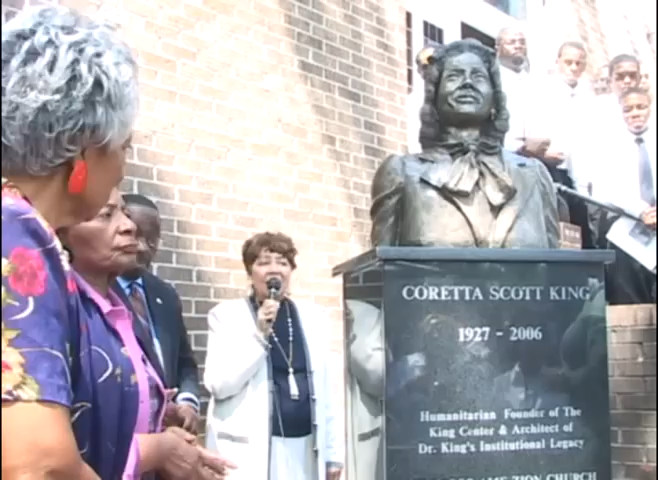 CORETTA SCOTT KING
1927 - 2006
Humanitarian Founder of The
King Center & Architect of
Dr. King's Institutional Legacy
ZION CHURCH